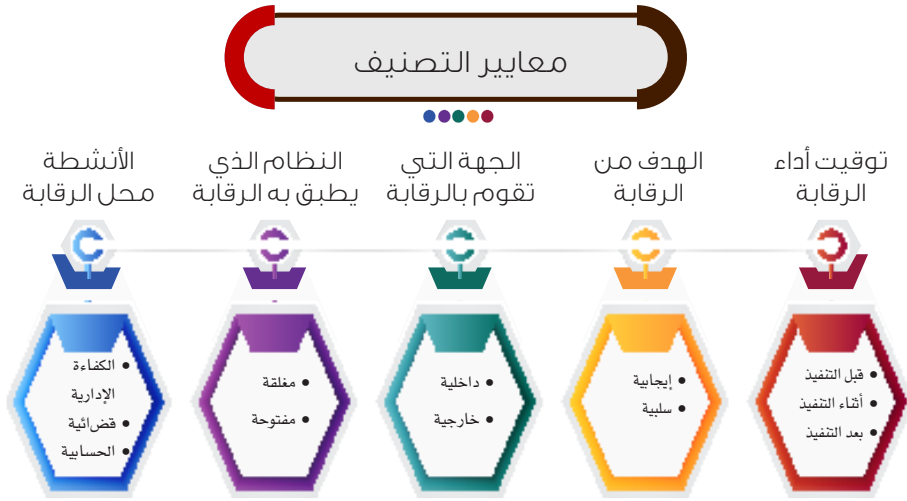 معايير التصنيف
توقيت أداء
الرقابة
الهدف من
الرقابة
الجهة التي
تقوم بالرقابة
النظام الذي
يطبق به الرقابة
الأنشطة
محل الرقابة
• قبل التنفيذ
• أثناء التنفيذ
• بعد التنفيذ
• إيجابية
• سلبية
• داخلية
• خارجية
• مغلقة
• مفتوحة
• الكفاءة
الإدارية
• قضائية
• الحسابية